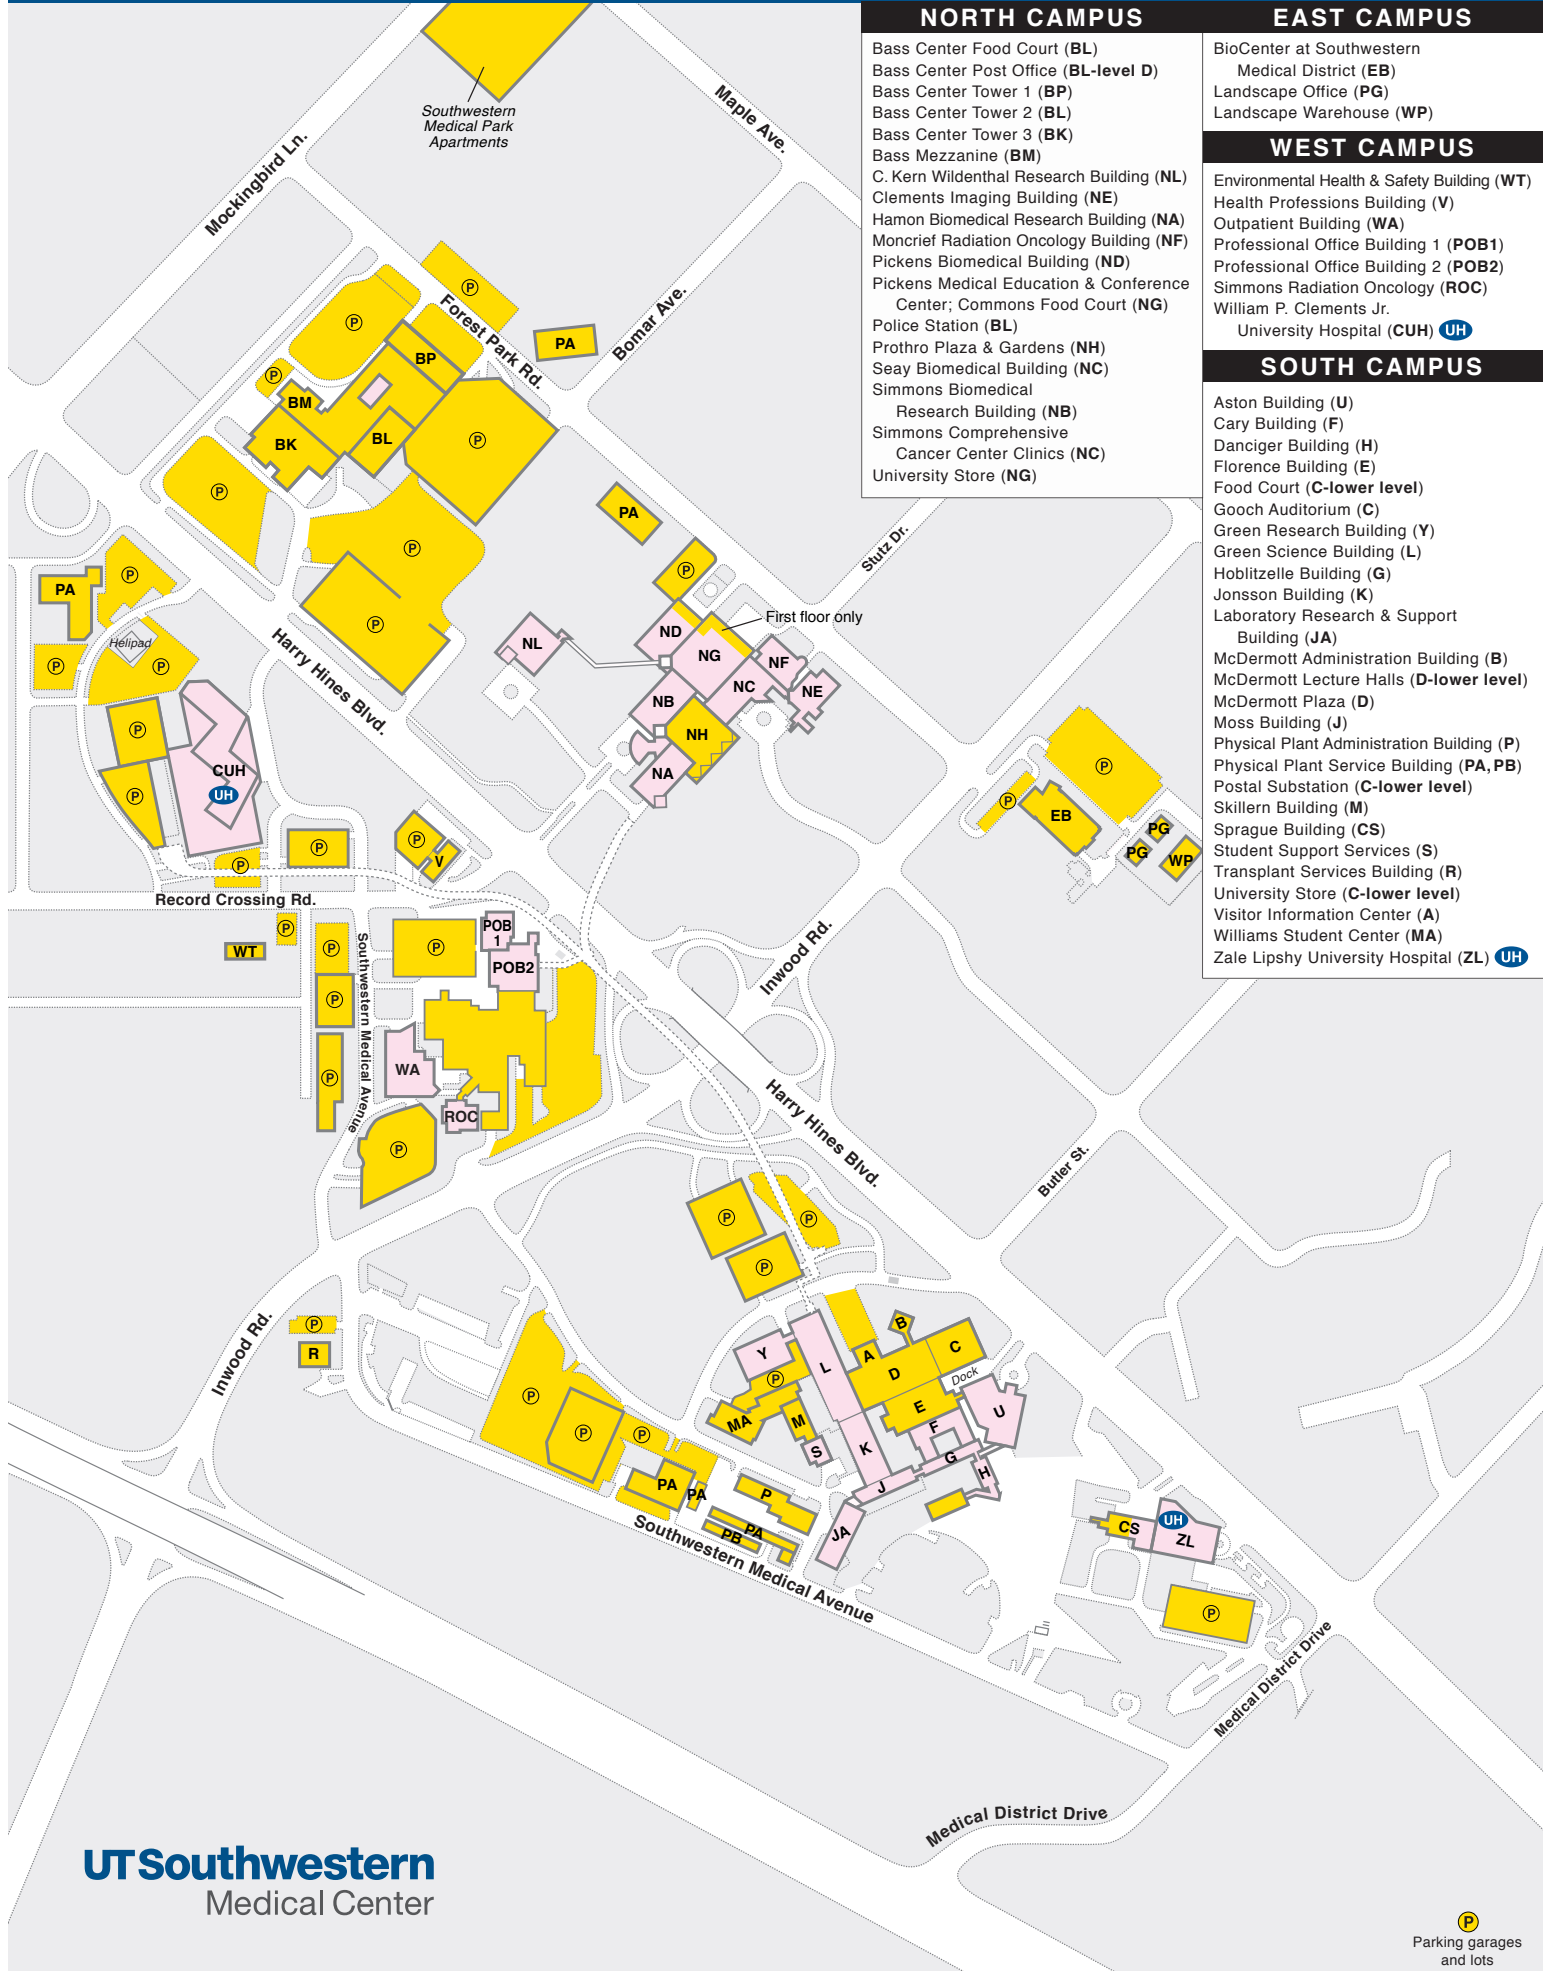 NORTH CAMPUS
Bass Center Food Court (BL)
Bass Center Post Office (BL-level D)
Bass Center Tower 1 (BP)
Bass Center Tower 2 (BL)
Bass Center Tower 3 (BK)
Bass Mezzanine (BM)
C. Kern Wildenthal Research Building (NL)
Clements Imaging Building (NE)
Hamon Biomedical Research Building (NA)
Moncrief Radiation Oncology Building (NF)
Pickens Biomedical Building (ND)
Pickens Medical Education & Conference
Center; Commons Food Court (NG)
Police Station (BL)
Prothro Plaza & Gardens (NH)
Seay Biomedical Building (NC)
Simmons Biomedical
Research Building (NB)
Simmons Comprehensive
Cancer Center Clinics (NC)
University Store (NG)
EAST CAMPUS
BioCenter at Southwestern
Medical District (EB)
Landscape Office (PG)
Landscape Warehouse (WP)
WEST CAMPUS
Environmental Health & Safety Building (WT)
Health Professions Building (V)
Outpatient Building (WA)
Professional Office Building 1 (POB1)
Professional Office Building 2 (POB2)
Simmons Radiation Oncology (ROC)
William P. Clements Jr.
University Hospital (CUH) UH
SOUTH CAMPUS
Aston Building (U)
Cary Building (F)
Danciger Building (H)
Florence Building (E)
Food Court (C-lower level)
Gooch Auditorium (C)
Green Research Building (Y)
Green Science Building (L)
Hoblitzelle Building (G)
Jonsson Building (K)
Laboratory Research & Support
Building (JA)
McDermott Administration Building (B)
McDermott Lecture Halls (D-lower level)
McDermott Plaza (D)
Moss Building (J)
Physical Plant Administration Building (P)
Physical Plant Service Building (PA, PB)
Postal Substation (C-lower level)
Skillern Building (M)
Sprague Building (CS)
Student Support Services (S)
Transplant Services Building (R)
University Store (C-lower level)
Visitor Information Center (A)
Williams Student Center (MA)
Zale Lipshy University Hospital (ZL) UH
Southwestern
Medical Park
Apartments
Maple Ave.
Mockingbird Ln.
P
P
Forest Park Rd.
Bomar Ave.
PA
BP
P
BM
BK
BL
P
P
PA
Stutz Dr.
P
P
P
PA
P
First floor only
Helipad
P
P
Harry Hines Blvd.
NL
ND
NG
NF
NC
NE
NB
NH
NA
P
CUH
UH
P
P
P
EB
PG
PG
WP
P
P
V
P
P
Record Crossing Rd.
P
WT
P
P
POB
1
POB2
Inwood Rd.
Southwestern Medical Avenue
P
P
WA
ROC
P
Harry Hines Blvd.
Butler St.
P
P
P
Inwood Rd.
P
R
Y
L
A
B
D
C
Dock
P
MA
M
S
K
E
F
U
G
H
J
JA
P
P
P
PA
PA
P
PA
PB
Southwestern Medical Avenue
CS
UH
ZL
P
Medical District Drive
Medical District Drive
UT Southwestern
Medical Center
P
Parking garages
and lots